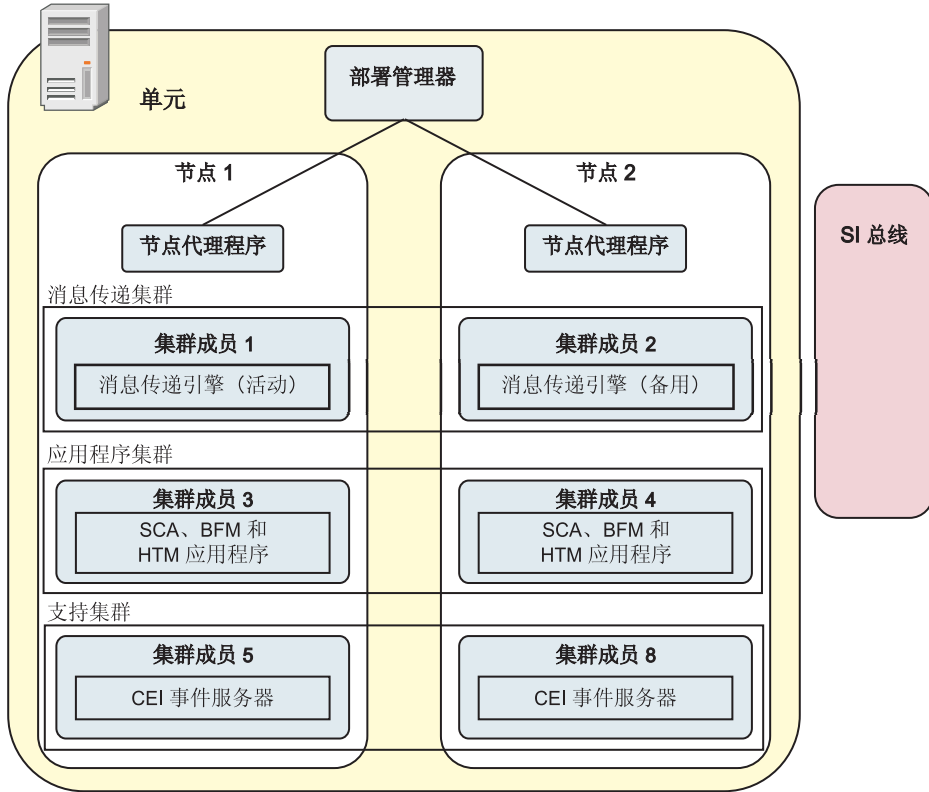 部署管理器
单元
节点 1
节点 2
SI 总线
节点代理程序
节点代理程序
消息传递集群
集群成员 1
集群成员 2
消息传递引擎（活动）
消息传递引擎（备用）
应用程序集群
集群成员 3
集群成员 4
SCA、BFM 和
HTM 应用程序
SCA、BFM 和
HTM 应用程序
支持集群
集群成员 5
集群成员 8
CEI 事件服务器
CEI 事件服务器